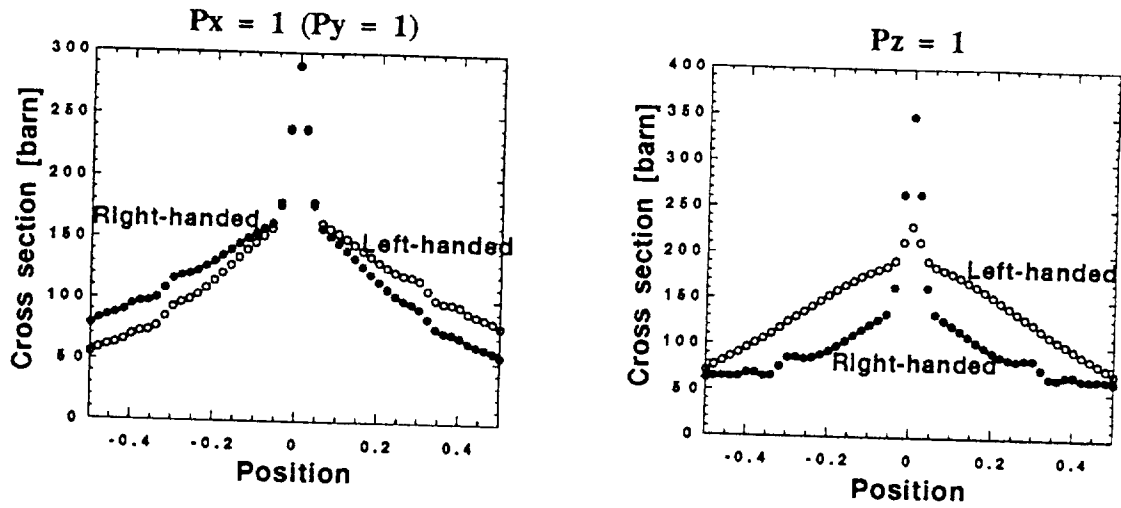 Px = 1 (Py = 1)
300
250
200
150
100
50
0
Cross section [barn]
Right-handed
Left-handed
-0.4
-0.2
0
0.2
0.4
Position
Pz = 1
400
350
300
250
200
150
100
50
0
Cross section [barn]
Left-handed
Right-handed
-0.4
-0.2
0
0.2
0.4
Position